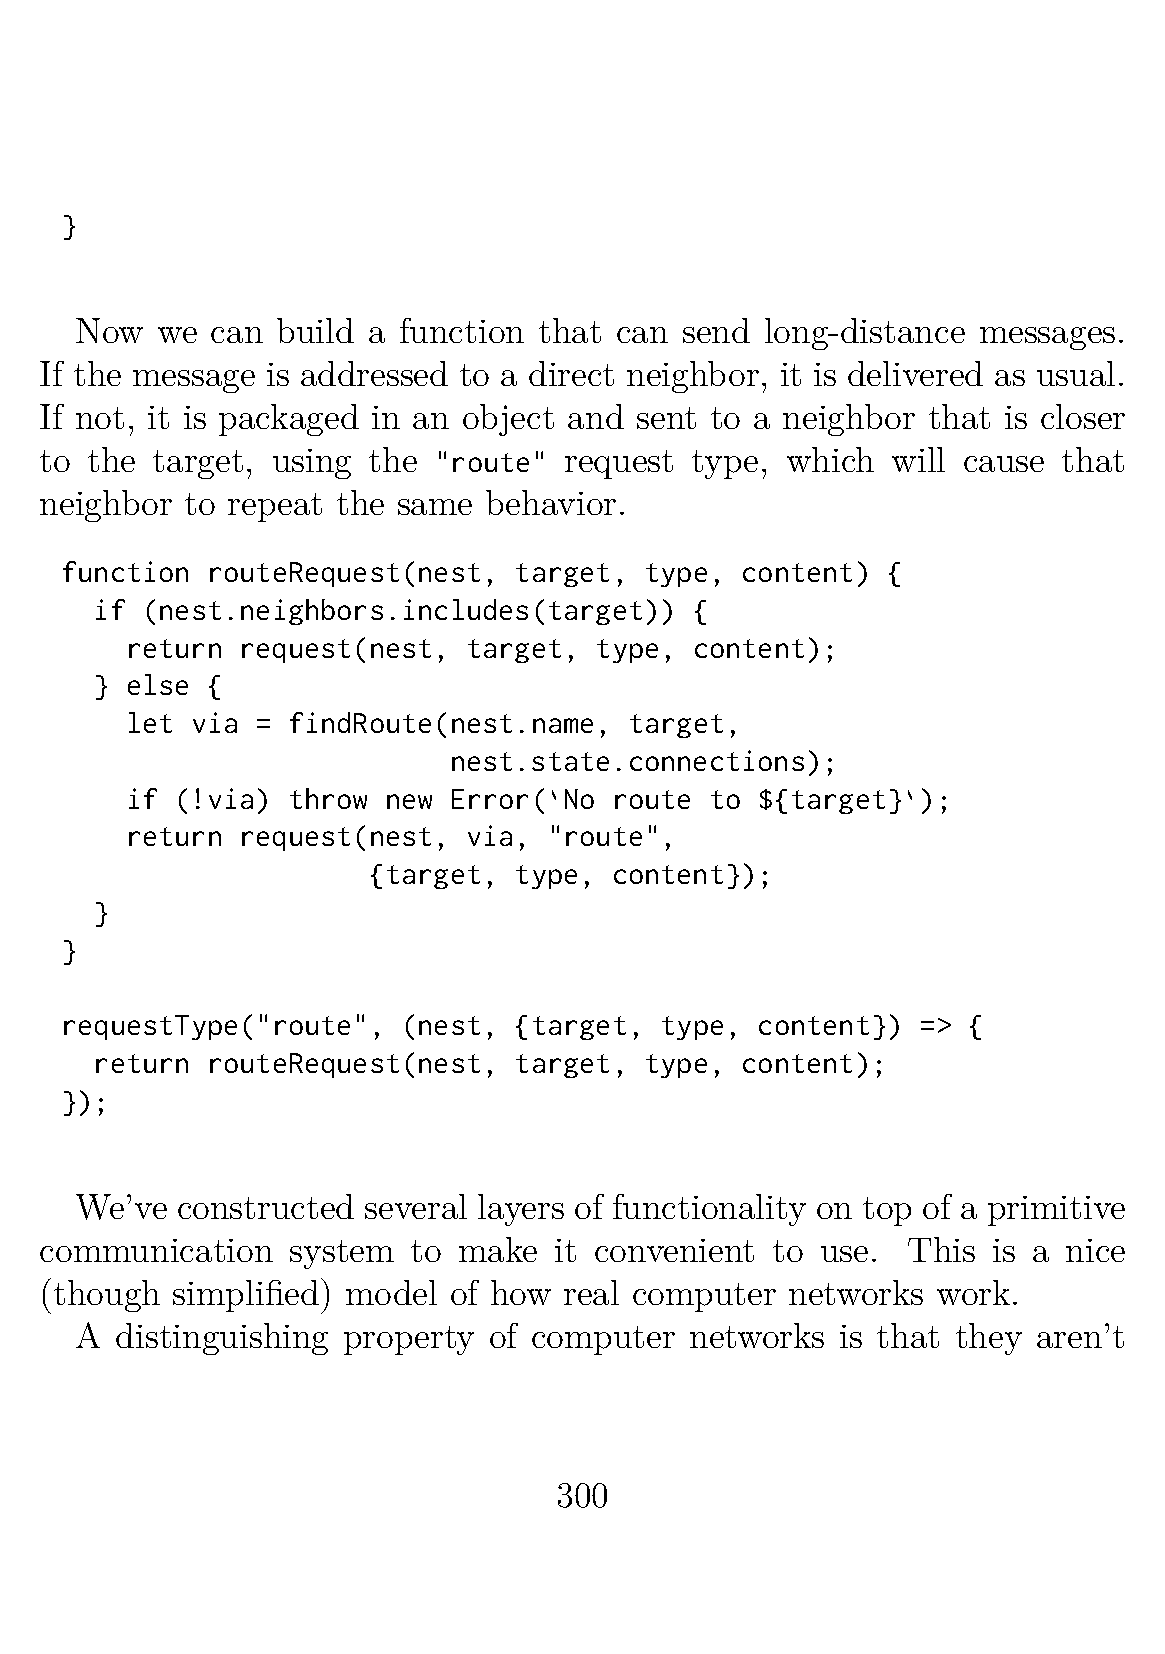 }
Now we can build a function that can send long-distance messages.
If the message is addressed to a direct neighbor, it is delivered as usual.
If not, it is packaged in an object and sent to a neighbor that is closer
to the target, using the "route" request type, which will cause that
neighbor to repeat the same behavior.
function routeRequest(nest, target, type, content) {
  if (nest.neighbors.includes(target)) {
    return request(nest, target, type, content);
  } else {
    let via = findRoute(nest.name, target,
                        nest.state.connections);
    if (!via) throw new Error(`No route to ${target}`);
    return request(nest, via, "route",
                   {target, type, content});
  }
}
requestType("route", (nest, {target, type, content}) => {
  return routeRequest(nest, target, type, content);
});
We've constructed several layers of functionality on top of a primitive
communication system to make it convenient to use. This is a nice
(though simplified) model of how real computer networks work.
A distinguishing property of computer networks is that they aren't
300